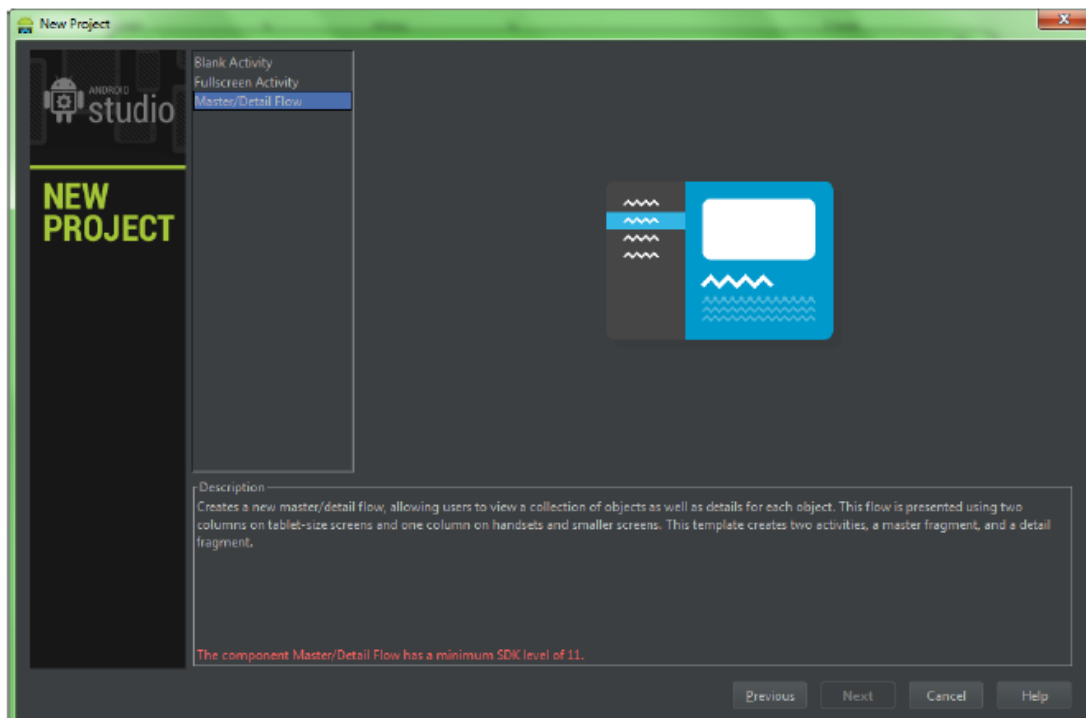 New Project
ANDROID
studio
NEW
PROJECT
Blank Activity
Fullscreen Activity
Master/Detail Flow
Description
Creates a new master/detail flow, allowing users to view a collection of objects as well as details for each object. This flow is presented using two
columns on tablet-size screens and one column on handsets and smaller screens. This template creates two activities, a master fragment, and a detail
fragment.
The component Master/Detail Flow has a minimum SDK level of 11.
Previous
Next
Cancel
Help